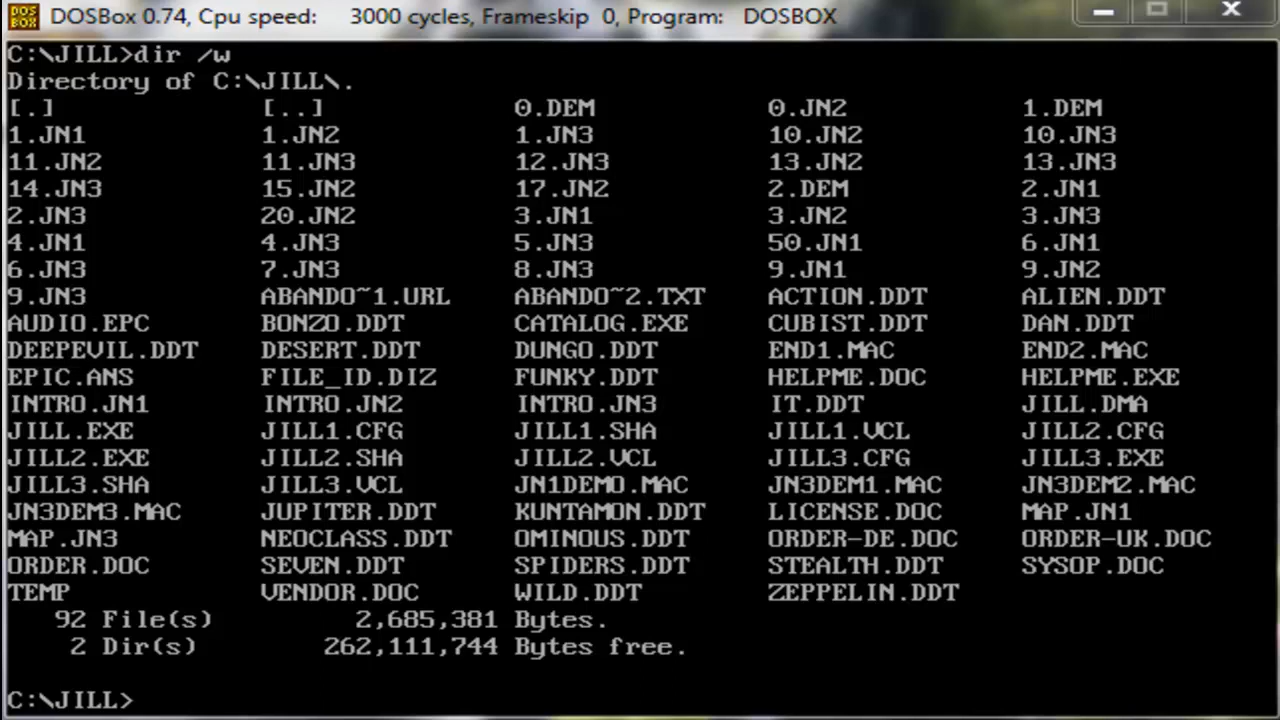 DOS BOX DOSBox 0.74, Cpu speed: 3000 cycles, Frameskip 0, Program: DOSBOX
C:\JILL>dir /w
Directory of C:\JILL\.
[.] [..] 0.DEM 0.JN2 1.DEM
1.JN1 1.JN2 1.JN3 10.JN2 10.JN3
11.JN2 11.JN3 12.JN3 13.JN2 13.JN3
14.JN3 15.JN2 17.JN2 2.DEM 2.JN1
2.JN3 20.JN2 3.JN1 3.JN2 3.JN3
4.JN1 4.JN3 5.JN3 50.JN1 6.JN1
6.JN3 7.JN3 8.JN3 9.JN1 9.JN2
9.JN3 ABANDO~1.URL ABANDO~2.TXT ACTION.DDT ALIEN.DDT
AUDIO.EPC BONZO.DDT CATALOG.EXE CUBIST.DDT DAN.DDT
DEEPEVIL.DDT DESERT.DDT DUNGO.DDT END1.MAC END2.MAC
EPIC.ANS FILE_ID.DIZ FUNKY.DDT HELPME.DOC HELPME.EXE
INTRO.JN1 INTRO.JN2 INTRO.JN3 IT.DDT JILL.DMA
JILL.EXE JILL1.CFG JILL1.SHA JILL1.VCL JILL2.CFG
JILL2.EXE JILL2.SHA JILL2.VCL JILL3.CFG JILL3.EXE
JILL3.SHA JILL3.VCL JN1DEMO.MAC JN3DEM1.MAC JN3DEM2.MAC
JN3DEM3.MAC JUPITER.DDT KUNTAMON.DDT LICENSE.DOC MAP.JN1
MAP.JN3 NEOCLASS.DDT OMINOUS.DDT ORDER-DE.DOC ORDER-UK.DOC
ORDER.DOC SEVEN.DDT SPIDERS.DDT STEALTH.DDT SYSOP.DOC
TEMP VENDOR.DOC WILD.DDT ZEPPELIN.DDT
92 File(s) 2,685,381 Bytes.
2 Dir(s) 262,111,744 Bytes free.
C:\JILL>